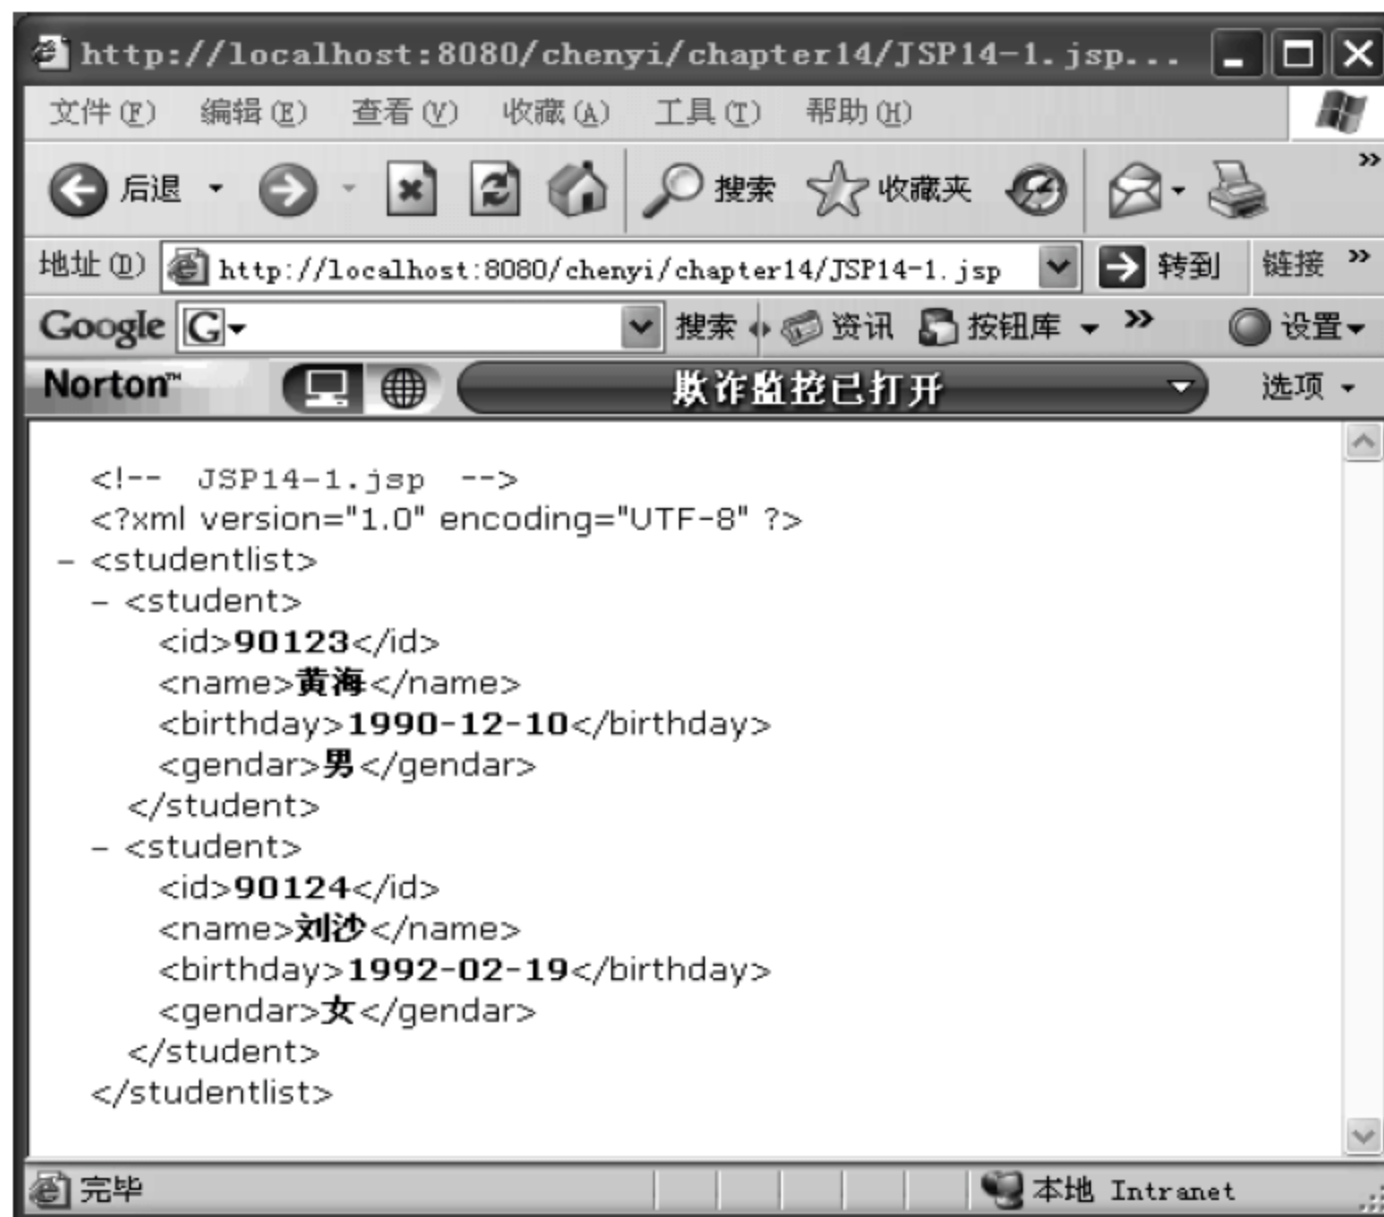 http://localhost:8080/chenyi/chapter14/JSP14-1.jsp...
文件(F) 编辑(E) 查看(V) 收藏(A) 工具(T) 帮助(H)
后退 搜索 收藏夹 »
地址(D) http://localhost:8080/chenyi/chapter14/JSP14-1.jsp 转到 链接 »
Google G 搜索 资讯 按钮库 » 设置
Norton™ 欺诈监控已打开 选项
<!-- JSP14-1.jsp -->
<?xml version="1.0" encoding="UTF-8" ?>
- <studentlist>
- <student>
<id>90123</id>
<name>黄海</name>
<birthday>1990-12-10</birthday>
<gendar>男</gendar>
</student>
- <student>
<id>90124</id>
<name>刘沙</name>
<birthday>1992-02-19</birthday>
<gendar>女</gendar>
</student>
</studentlist>
完毕 本地 Intranet